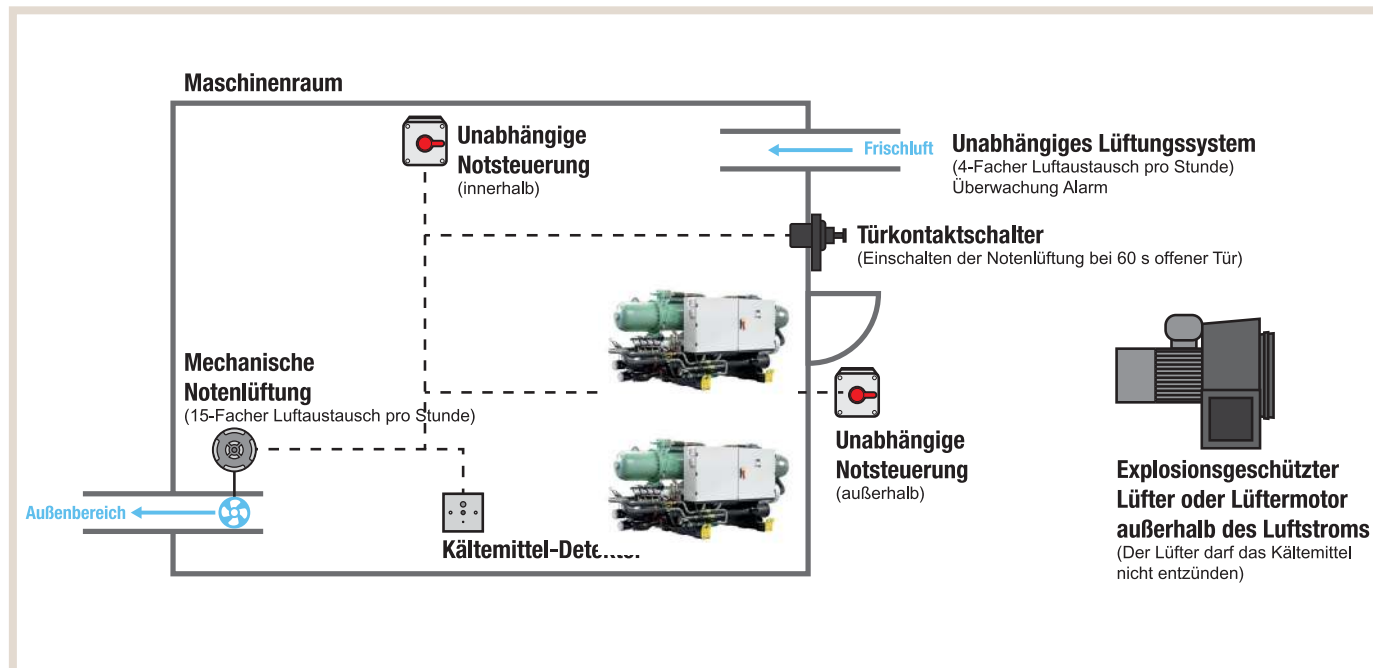 Maschinenraum
Unabhängige
Notsteuerung
(innerhalb)
Frischluft
Unabhängiges Lüftungssystem
(4-Facher Luftaustausch pro Stunde)
Überwachung Alarm
Türkontaktschalter
(Einschalten der Notenlüftung bei 60 s offener Tür)
Mechanische
Notenlüftung
(15-Facher Luftaustausch pro Stunde)
Unabhängige
Notsteuerung
(außerhalb)
Explosionsgeschützter
Lüfter oder Lüftermotor
außerhalb des Luftstroms
(Der Lüfter darf das Kältemittel
nicht entzünden)
Außenbereich
Kältemittel-Detektor